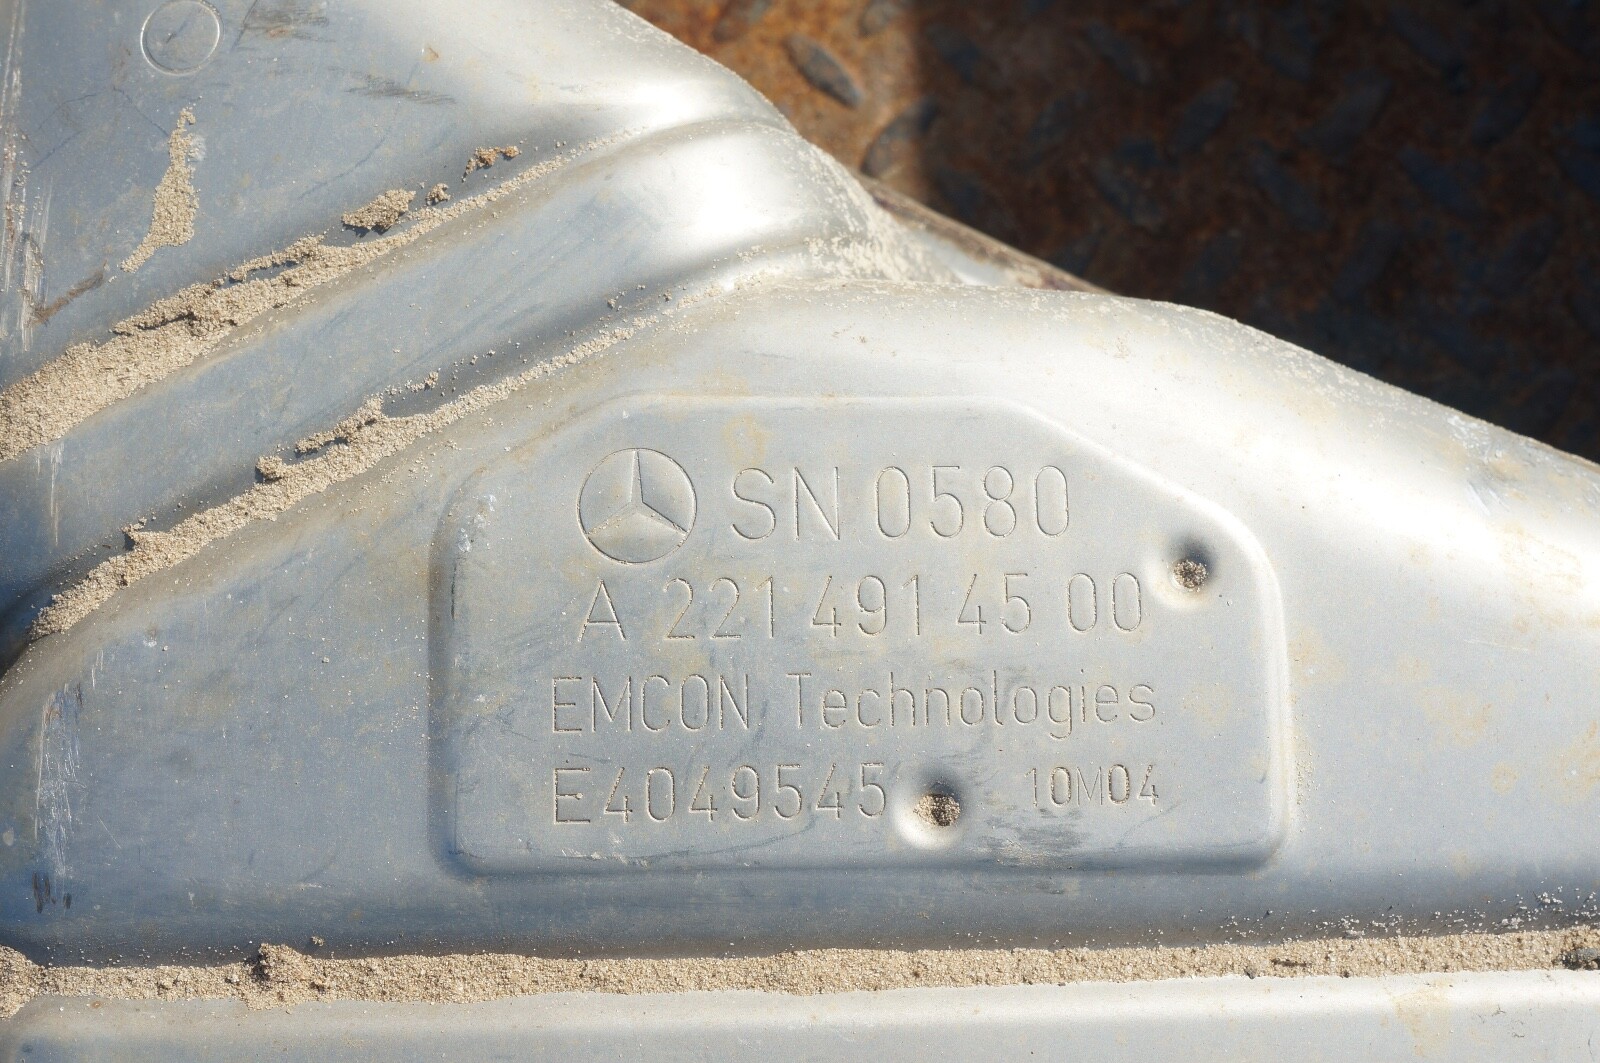 SN 0580
A 221 491 45 00
EMCON Technologies
E4049545 10M04